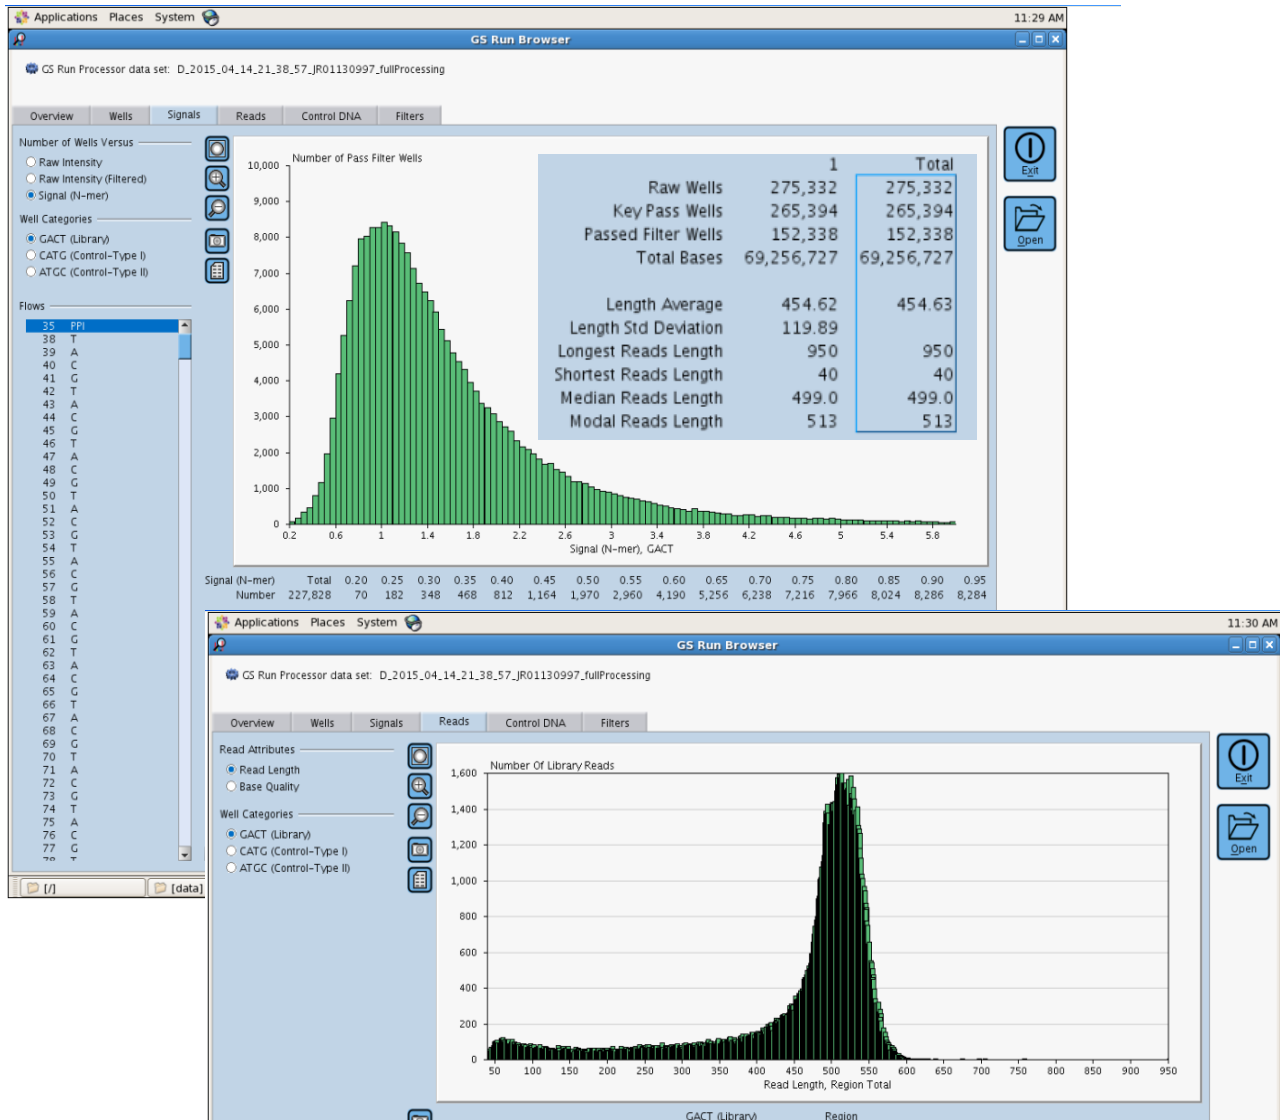 Applications Places System 11:29 AM
GS Run Browser
GS Run Processor data set: D_2015_04_14_21_38_57_JR01130997_fullProcessing
Overview Wells Signals Reads Control DNA Filters
Number of Wells Versus
Raw Intensity
Raw Intensity (Filtered)
Signal (N-mer)
Well Categories
GACT (Library)
CATG (Control-Type I)
ATGC (Control-Type II)
Flows
35 PPI
38 T
39 A
40 C
41 G
42 T
43 A
44 C
45 G
46 T
47 A
48 C
49 G
50 T
51 A
52 C
53 G
54 T
55 A
56 C
57 G
58 T
59 A
60 C
61 G
62 T
63 A
64 C
65 G
66 T
67 A
68 C
69 G
70 T
71 A
72 C
73 G
74 T
75 A
76 C
77 G
78 T
Number of Pass Filter Wells
10,000
9,000
8,000
7,000
6,000
5,000
4,000
3,000
2,000
1,000
0
0.2 0.6 1 1.4 1.8 2.2 2.6 3 3.4 3.8 4.2 4.6 5 5.4 5.8
Signal (N-mer), GACT
1 Total
Raw Wells 275,332 275,332
Key Pass Wells 265,394 265,394
Passed Filter Wells 152,338 152,338
Total Bases 69,256,727 69,256,727
Length Average 454.62 454.63
Length Std Deviation 119.89
Longest Reads Length 950 950
Shortest Reads Length 40 40
Median Reads Length 499.0 499.0
Modal Reads Length 513 513
Exit
Open
Signal (N-mer) Total 0.20 0.25 0.30 0.35 0.40 0.45 0.50 0.55 0.60 0.65 0.70 0.75 0.80 0.85 0.90 0.95
Number 227,828 70 182 348 468 812 1,164 1,970 2,960 4,190 5,256 6,238 7,216 7,966 8,024 8,286 8,284
[/] [data]
Applications Places System 11:30 AM
GS Run Browser
GS Run Processor data set: D_2015_04_14_21_38_57_JR01130997_fullProcessing
Overview Wells Signals Reads Control DNA Filters
Read Attributes
Read Length
Base Quality
Well Categories
GACT (Library)
CATG (Control-Type I)
ATGC (Control-Type II)
Number Of Library Reads
1,600
1,400
1,200
1,000
800
600
400
200
0
50 100 150 200 250 300 350 400 450 500 550 600 650 700 750 800 850 900 950
Read Length, Region Total
Exit
Open
GACT (Library) Region